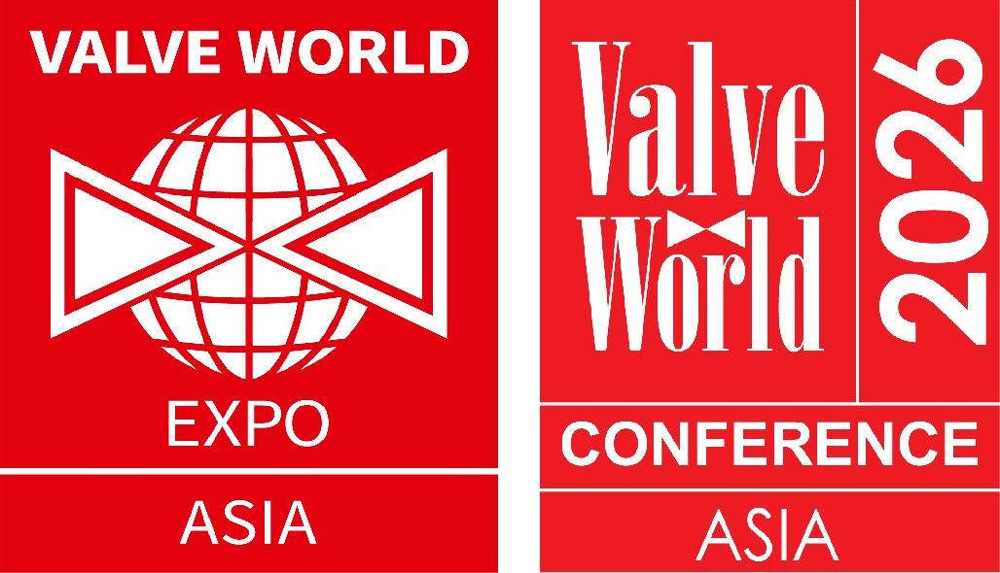 VALVE WORLD
EXPO
ASIA
Valve
World
2026
CONFERENCE
ASIA